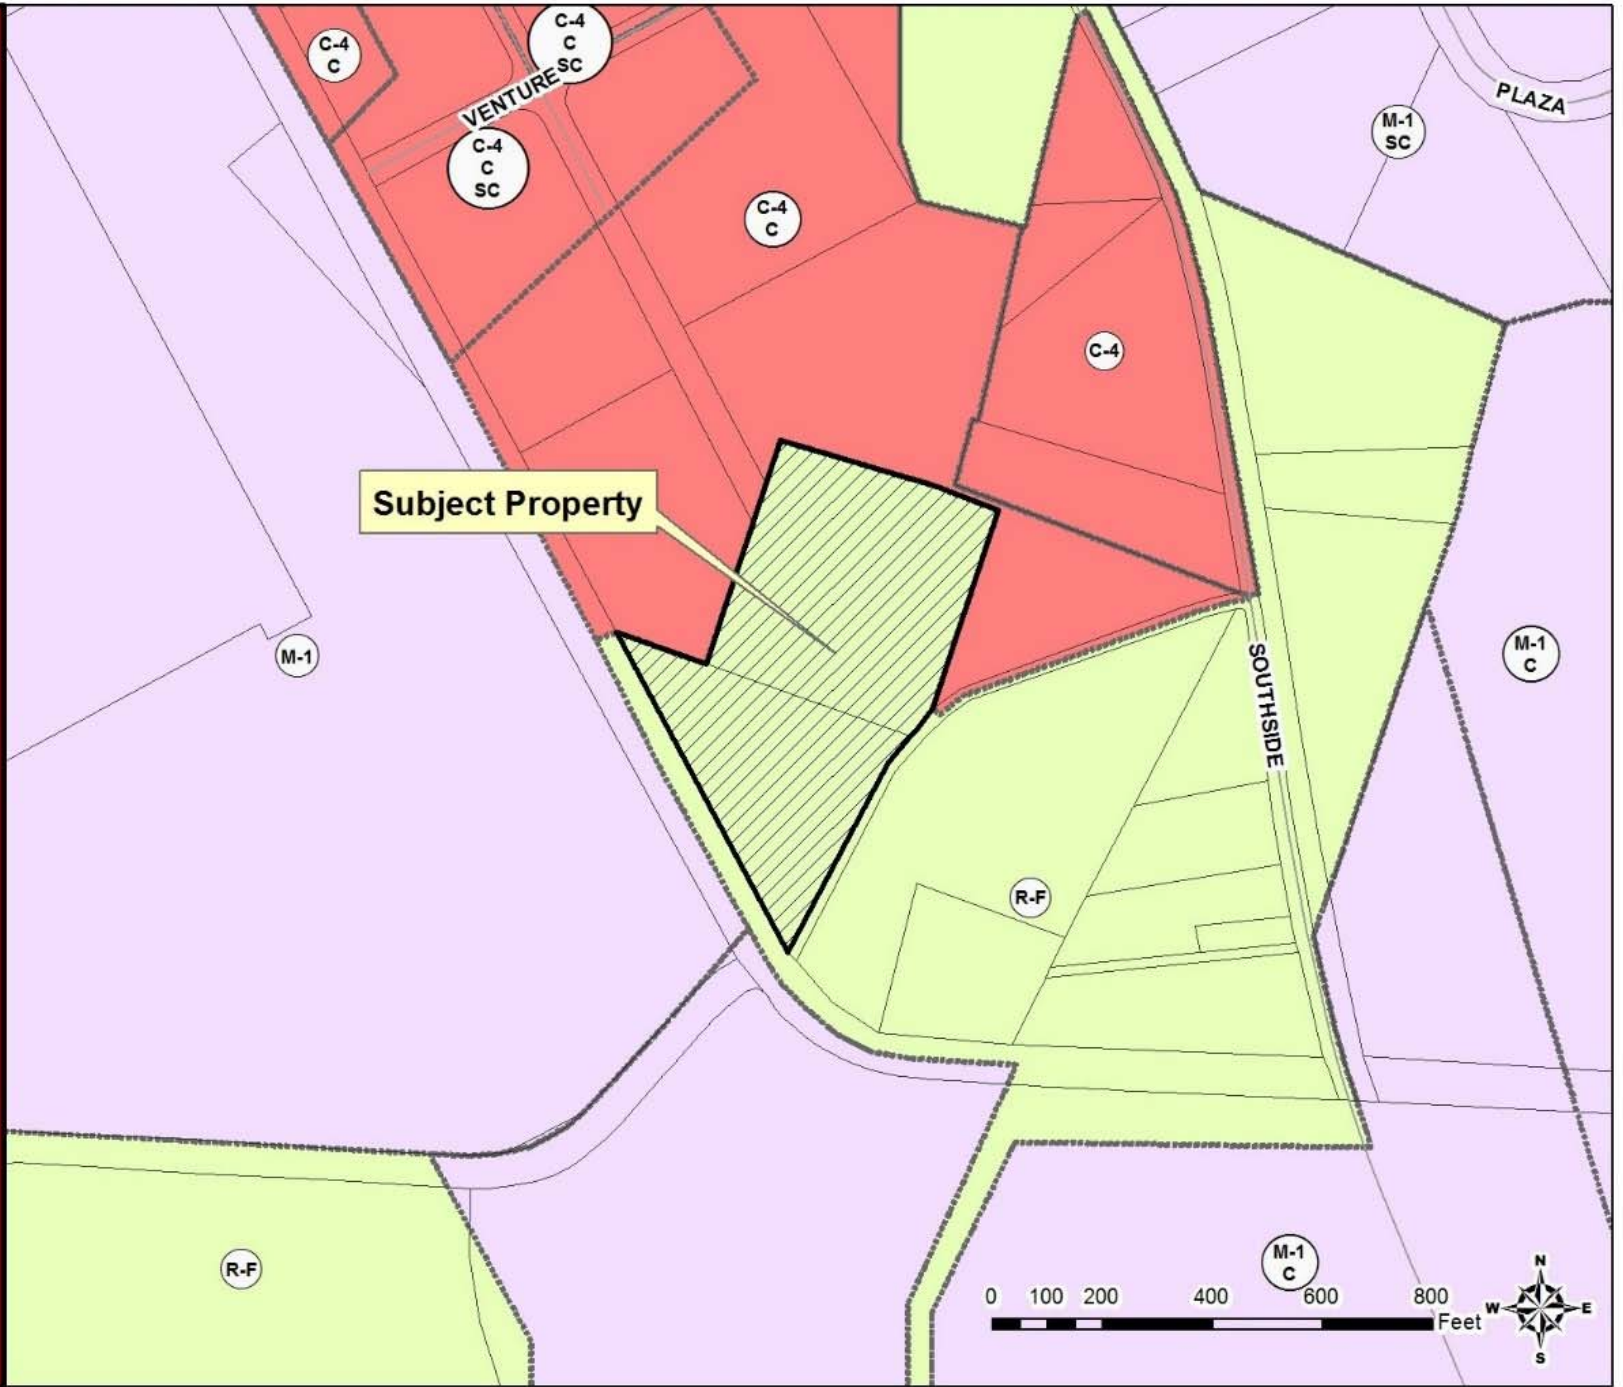 C-4
C
SC
C-4
C
VENTURE
PLAZA
M-1
SC
C-4
C
SC
C-4
C
C-4
Subject Property
M-1
M-1
C
SOUTHSIDE
R-F
R-F
M-1
C
N
W E
S
0 100 200 400 600 800
Feet